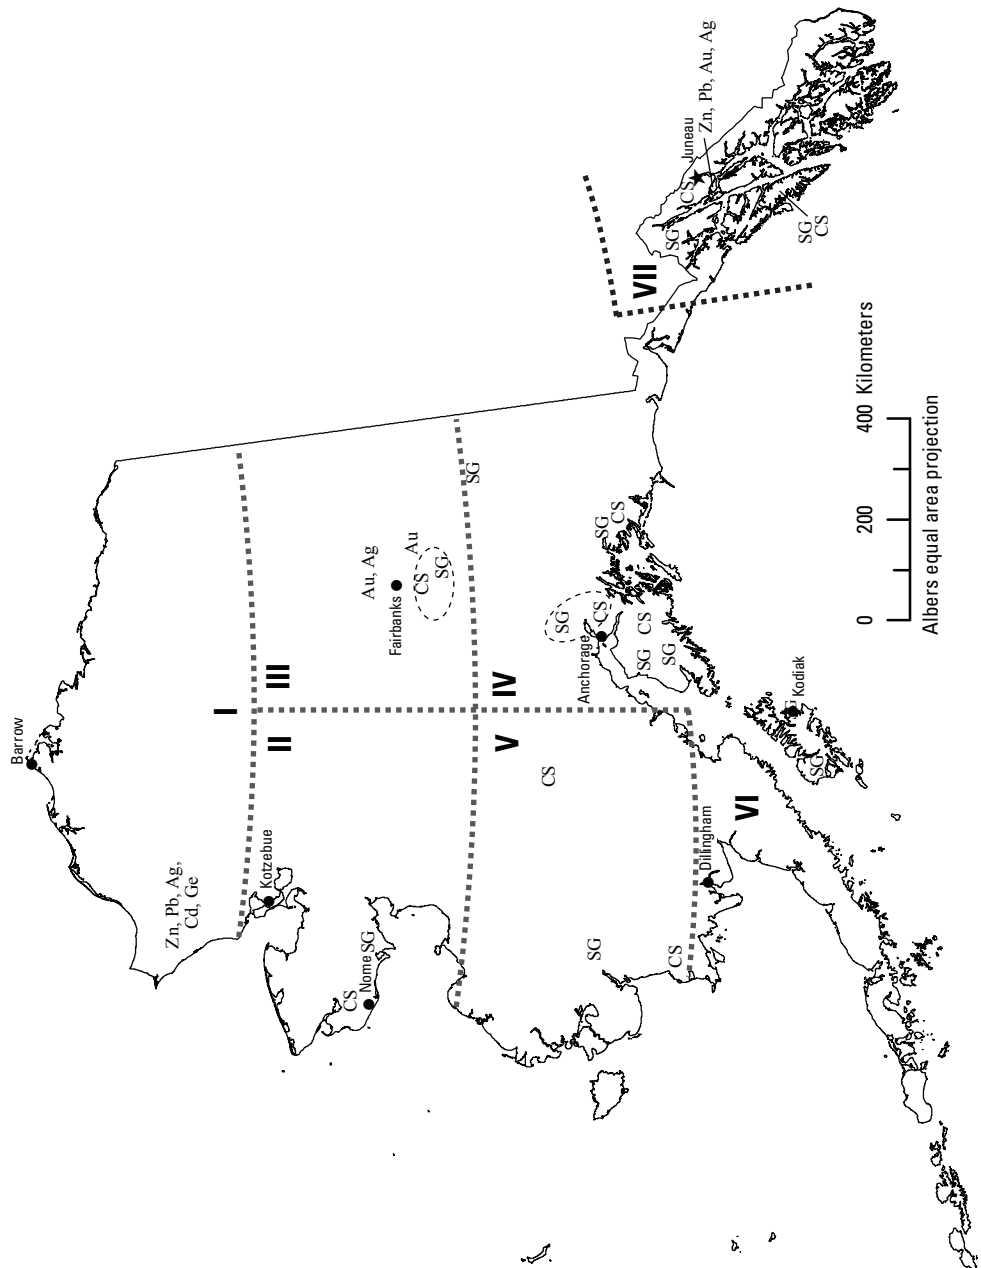 Barrow
Zn, Pb, Ag,
Cd, Ge
I
Kotzebue
II
III
CS
Nome
SG
Au, Ag
Fairbanks
Au
CS
SG
SG
V
IV
CS
SG
SG
CS
Anchorage
SG
CS
SG
CS
SG
CS
VII
SG
CS
Juneau
Zn, Pb, Au, Ag
Dillingham
VI
SG
Kodiak
SG
CS
0
200
400 Kilometers
Albers equal area projection